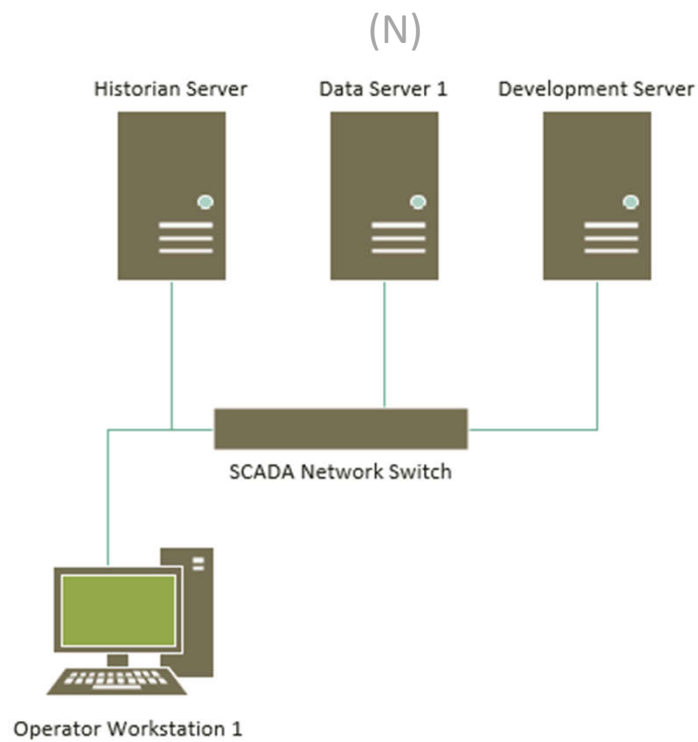 (N)
Historian Server
Data Server 1
Development Server
SCADA Network Switch
Operator Workstation 1